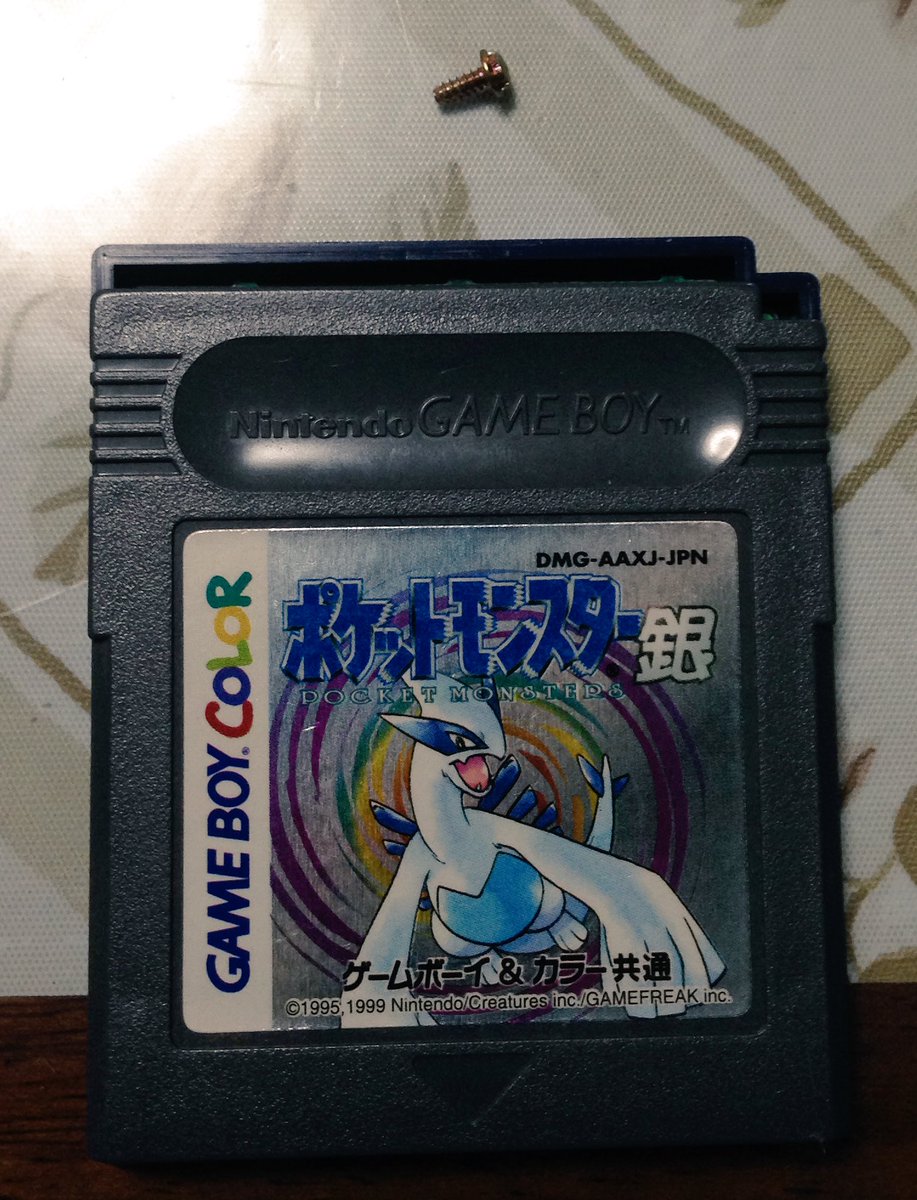 Nintendo GAME BOY™
GAME BOY COLOR
DMG-AAXJ-JPN
ポケットモンスター銀
POCKET MONSTERS
ゲームボーイ & カラー共通
©1995,1999 Nintendo/Creatures inc./GAMEFREAK inc.